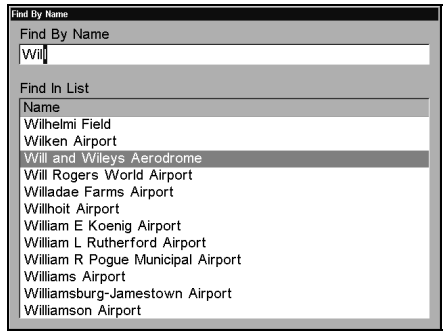 Find By Name
Find By Name
Will
Find In List
Name
Wilhelmi Field
Wilken Airport
Will and Wileys Aerodrome
Will Rogers World Airport
Willadae Farms Airport
Willhoit Airport
William E Koenig Airport
William L Rutherford Airport
William R Pogue Municipal Airport
Williams Airport
Williamsburg-Jamestown Airport
Williamson Airport